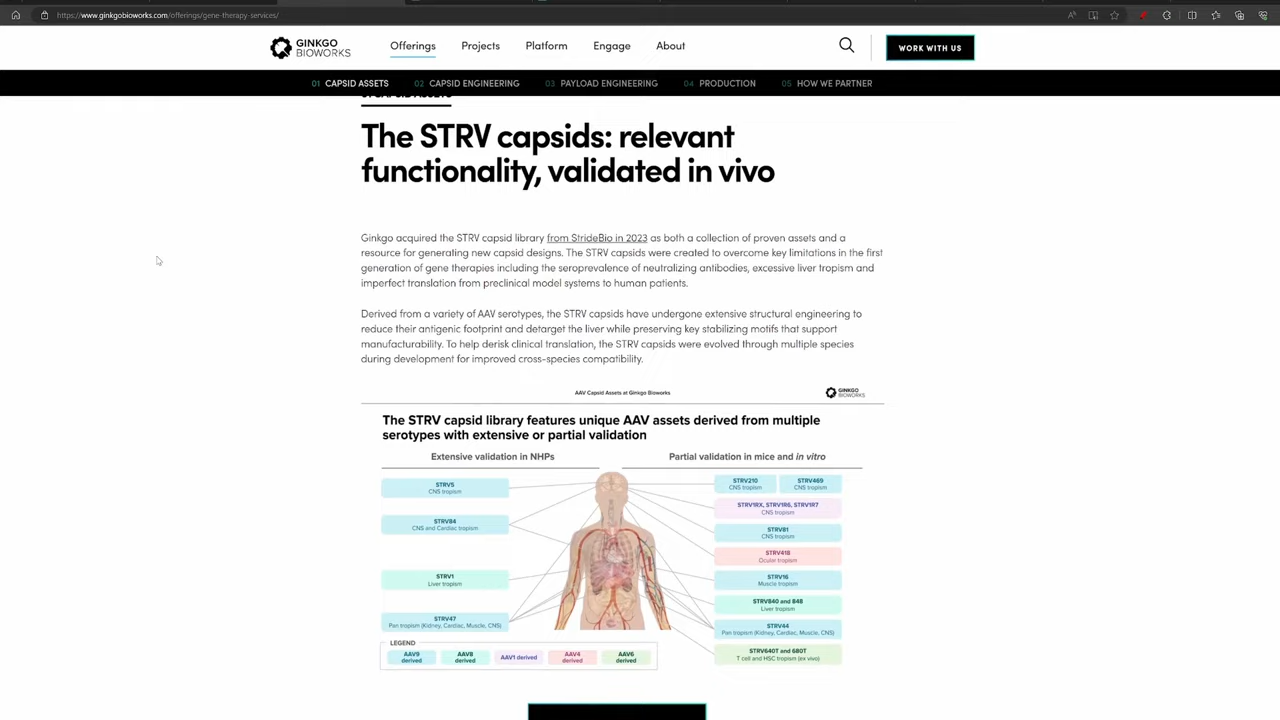 https://www.ginkgobioworks.com/offerings/gene-therapy-services/
GINKGO
BIOWORKS
Offerings
Projects
Platform
Engage
About
WORK WITH US
01 CAPSID ASSETS
02 CAPSID ENGINEERING
03 PAYLOAD ENGINEERING
04 PRODUCTION
05 HOW WE PARTNER
The STRV capsids: relevant
functionality, validated in vivo
Ginkgo acquired the STRV capsid library from StrideBio in 2023 as both a collection of proven assets and a
resource for generating new capsid designs. The STRV capsids were created to overcome key limitations in the first
generation of gene therapies including the seroprevalence of neutralizing antibodies, excessive liver tropism and
imperfect translation from preclinical model systems to human patients.
Derived from a variety of AAV serotypes, the STRV capsids have undergone extensive structural engineering to
reduce their antigenic footprint and detarget the liver while preserving key stabilizing motifs that support
manufacturability. To help derisk clinical translation, the STRV capsids were evolved through multiple species
during development for improved cross-species compatibility.
AAV Capsid Assets at Ginkgo Bioworks
GINKGO
BIOWORKS
The STRV capsid library features unique AAV assets derived from multiple
serotypes with extensive or partial validation
Extensive validation in NHPs
STRV5
CNS tropism
STRV84
CNS and Cardiac tropism
STRV1
Liver tropism
STRV47
Pan tropism (Kidney, Cardiac, Muscle, CNS)
Partial validation in mice and in vitro
STRV210
CNS tropism
STRV469
CNS tropism
STRV1RX, STRV1R6, STRV1R7
CNS tropism
STRV81
CNS tropism
STRV418
Ocular tropism
STRV16
Muscle tropism
STRV840 and 848
Liver tropism
STRV44
Pan tropism (Kidney, Cardiac, Muscle, CNS)
STRV640T and 680T
T cell and HSC tropism (ex vivo)
LEGEND
AAV9
derived
AAV8
derived
AAV1 derived
AAV4
derived
AAV6
derived